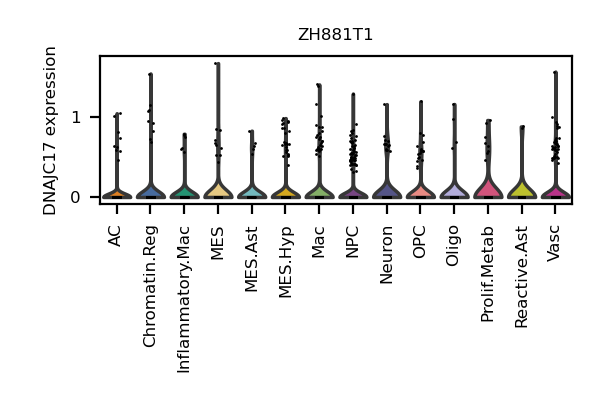 ZH881T1
DNAJC17 expression
1
0
AC
Chromatin.Reg
Inflammatory.Mac
MES
MES.Ast
MES.Hyp
Mac
NPC
Neuron
OPC
Oligo
Prolif.Metab
Reactive.Ast
Vasc